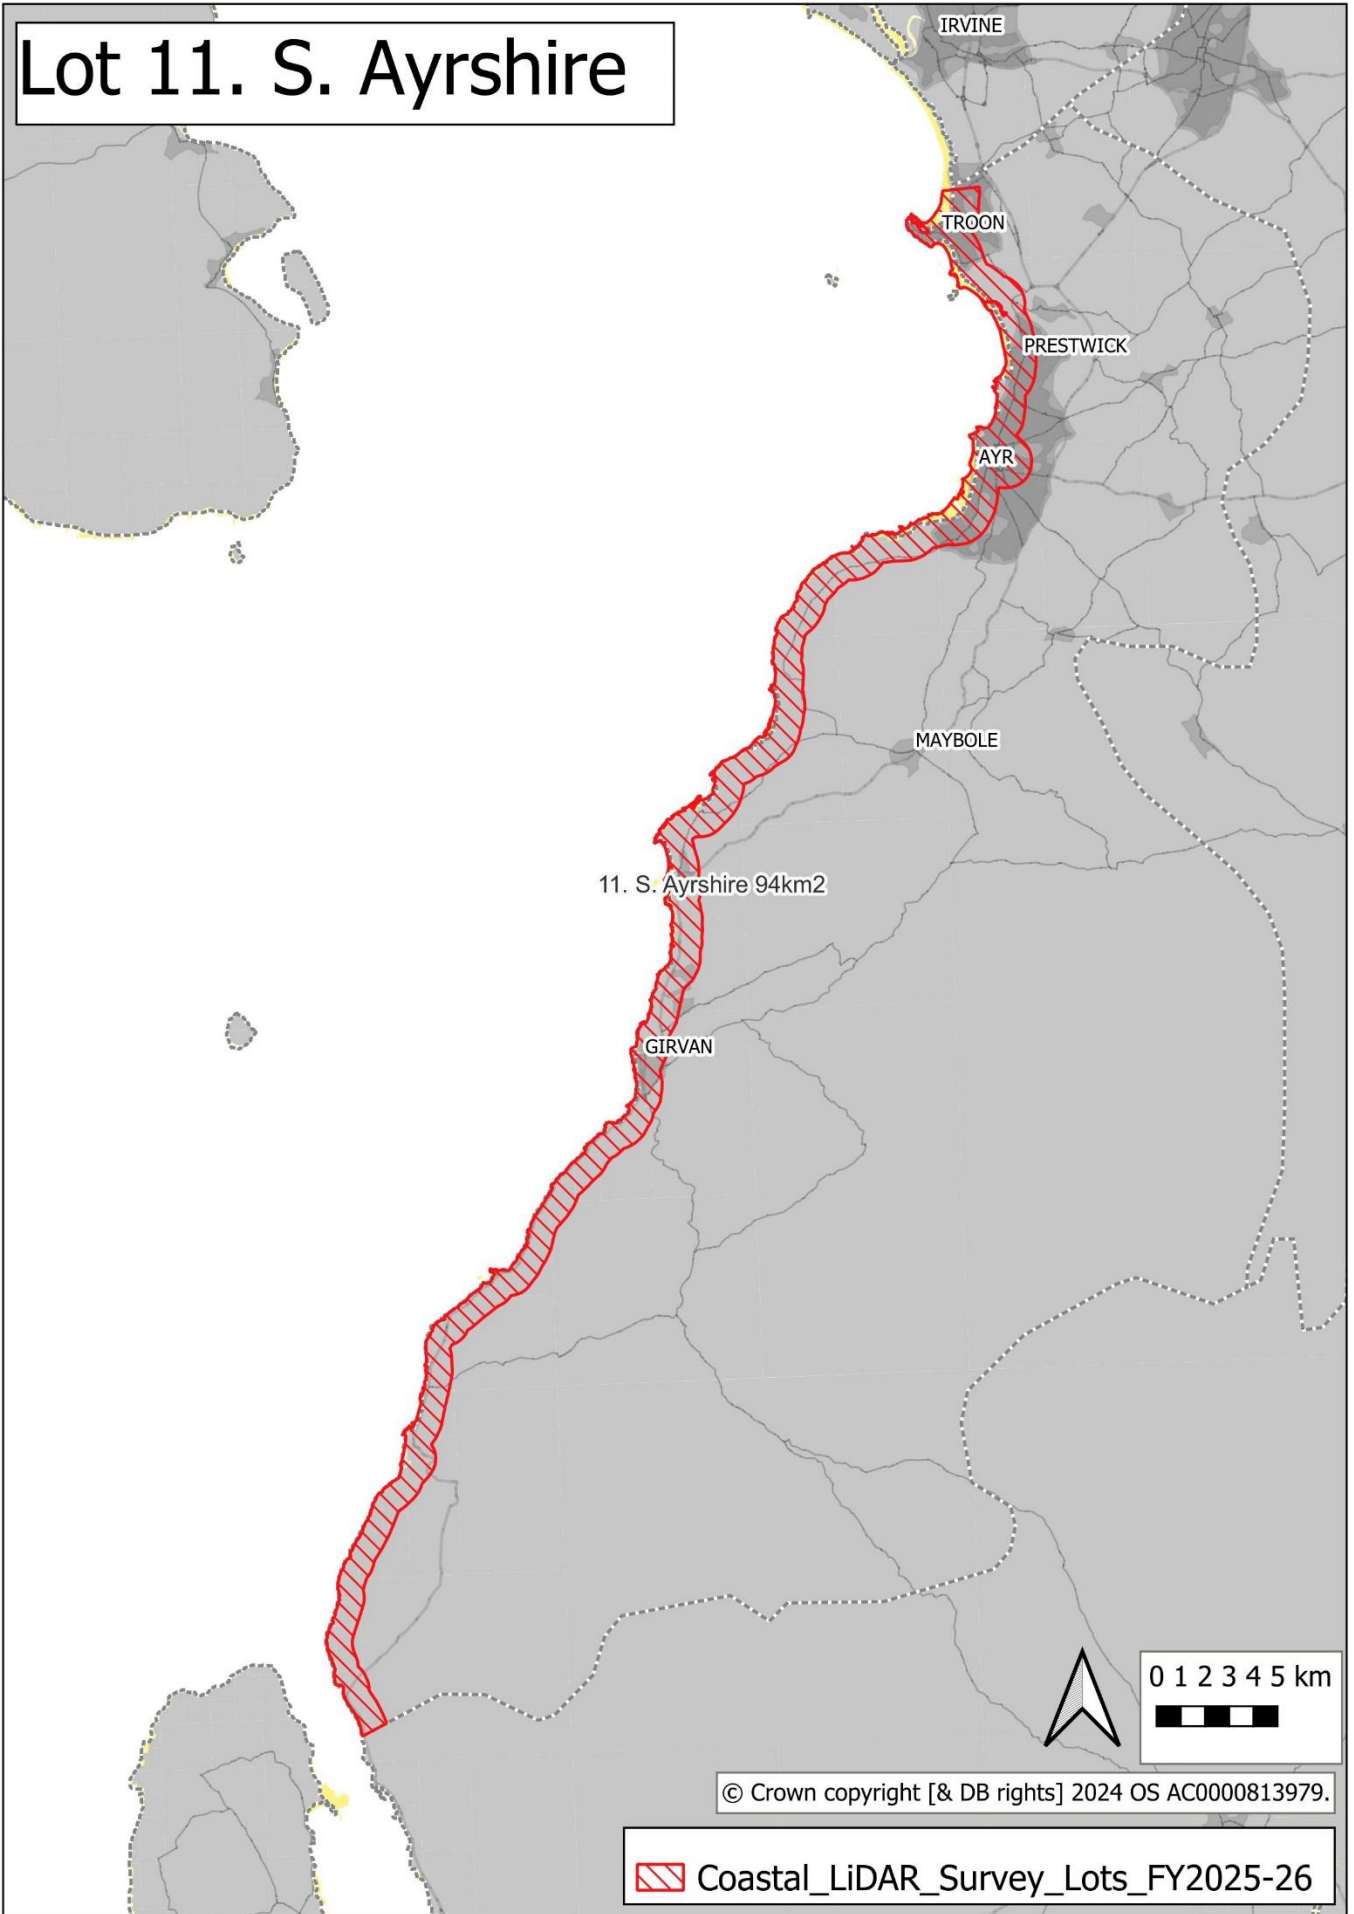 Lot 11. S. Ayrshire
IRVINE
TROON
PRESTWICK
AYR
MAYBOLE
11. S. Ayrshire 94km2
GIRVAN
0 1 2 3 4 5 km
© Crown copyright [& DB rights] 2024 OS AC0000813979.
Coastal_LiDAR_Survey_Lots_FY2025-26